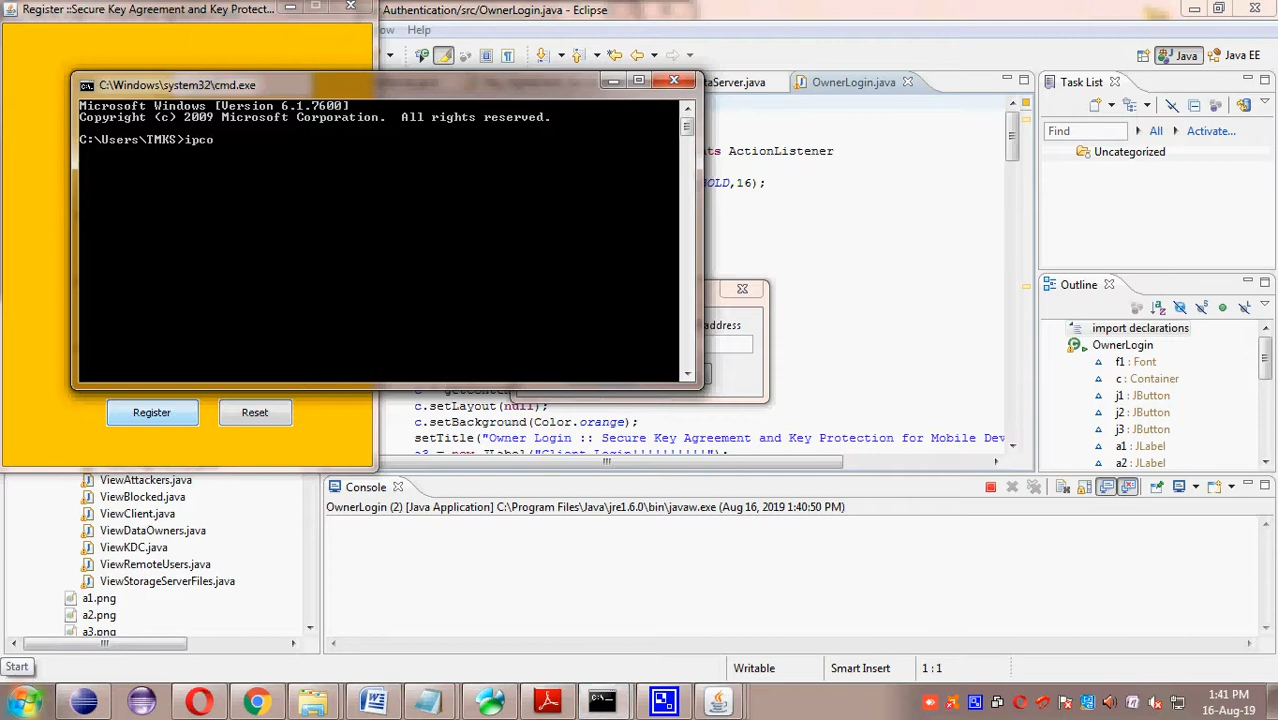 Register ::Secure Key Agreement and Key Protect...
Authentication/src/OwnerLogin.java - Eclipse
Help
Java
Java EE
C:\Windows\system32\cmd.exe
Microsoft Windows [Version 6.1.7600]
Copyright (c) 2009 Microsoft Corporation.  All rights reserved.
C:\Users\TMKS>ipco
taServer.java
OwnerLogin.java
ts ActionListener
OLD,16);
address
c.setLayout(null);
c.setBackground(Color.orange);
setTitle("Owner Login :: Secure Key Agreement and Key Protection for Mobile Dev
Task List
Find
All
Activate...
Uncategorized
Outline
import declarations
OwnerLogin
f1 : Font
c : Container
j1 : JButton
j2 : JButton
j3 : JButton
a1 : JLabel
a2 : JLabel
Register
Reset
ViewAttackers.java
ViewBlocked.java
ViewClient.java
ViewDataOwners.java
ViewKDC.java
ViewRemoteUsers.java
ViewStorageServerFiles.java
a1.png
a2.png
a3.png
Console
OwnerLogin (2) [Java Application] C:\Program Files\Java\jre1.6.0\bin\javaw.exe (Aug 16, 2019 1:40:50 PM)
Start
Writable
Smart Insert
1 : 1
1:41 PM
16-Aug-19